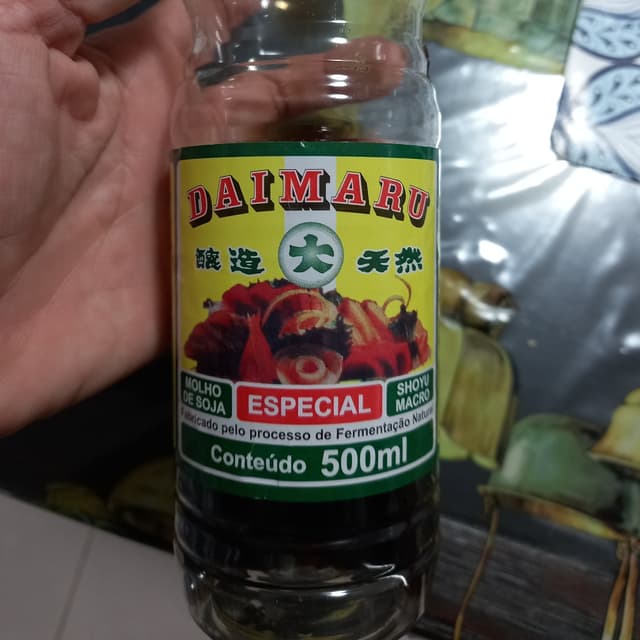 DAIMARU
醸造 大 天然
MOLHO DE SOJA
ESPECIAL
SHOYU MACRO
Fabricado pelo processo de Fermentação Natural
Conteúdo 500ml